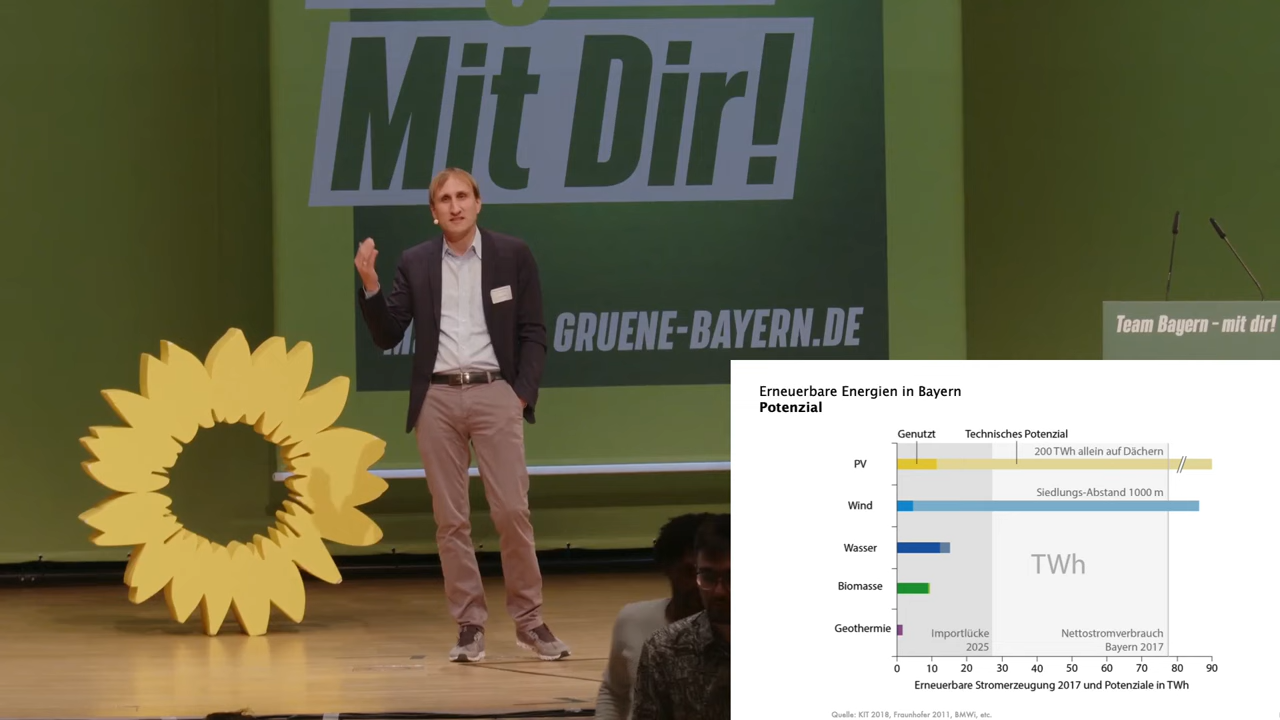 Mit Dir!
GRUENE-BAYERN.DE
Team Bayern – mit dir!
Erneuerbare Energien in Bayern
Potenzial
Genutzt
Technisches Potenzial
200 TWh allein auf Dächern
PV
Siedlungs-Abstand 1000 m
Wind
Wasser
TWh
Biomasse
Geothermie
Importlücke
2025
Nettostromverbrauch
Bayern 2017
0 10 20 30 40 50 60 70 80 90
Erneuerbare Stromerzeugung 2017 und Potenziale in TWh
Quelle: KIT 2018, Fraunhofer 2011, BMWi, etc.